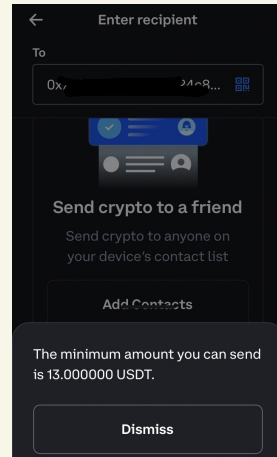 Enter recipient
To
0x
Send crypto to a friend
Send crypto to anyone on
your device's contact list
Add Contacts
The minimum amount you can send
is 13.000000 USDT.
Dismiss